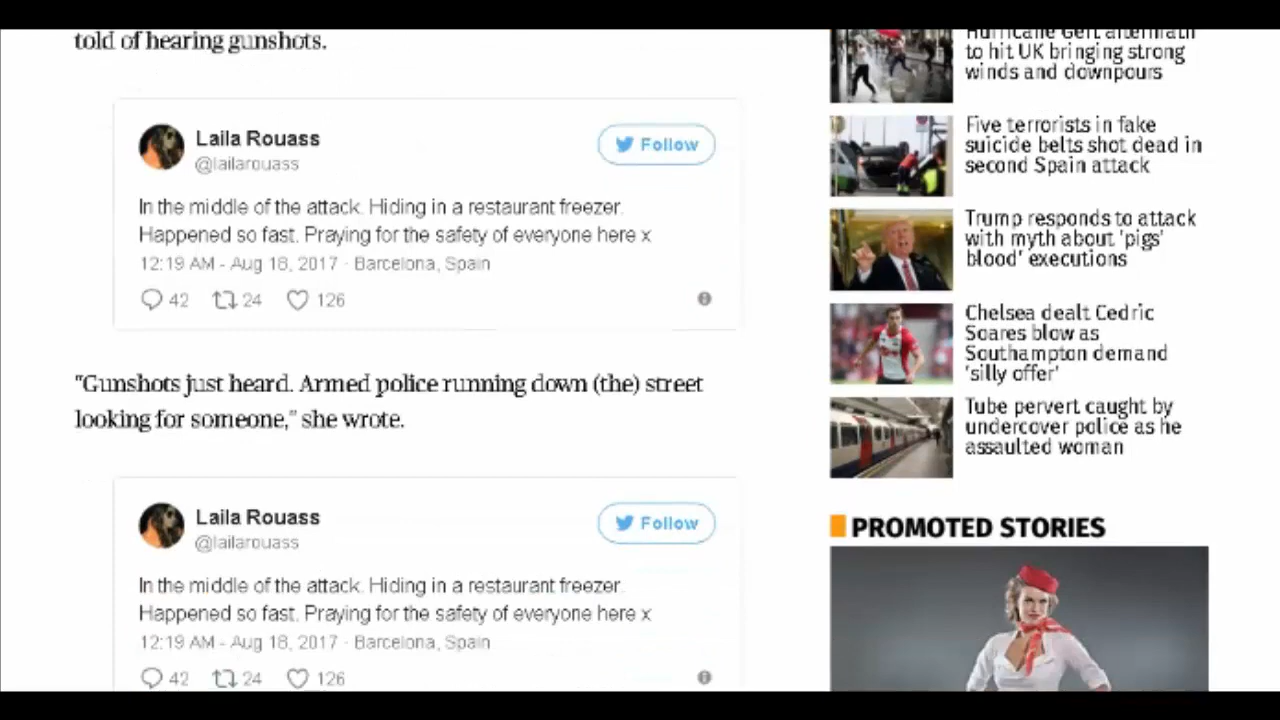 told of hearing gunshots.
Laila Rouass
@lailarouass
Follow
In the middle of the attack. Hiding in a restaurant freezer.
Happened so fast. Praying for the safety of everyone here x
12:19 AM - Aug 18, 2017 · Barcelona, Spain
42 24 126
"Gunshots just heard. Armed police running down (the) street
looking for someone," she wrote.
Laila Rouass
@lailarouass
Follow
In the middle of the attack. Hiding in a restaurant freezer.
Happened so fast. Praying for the safety of everyone here x
12:19 AM - Aug 18, 2017 · Barcelona, Spain
42 24 126
Hurricane Gert aftermath
to hit UK bringing strong
winds and downpours
Five terrorists in fake
suicide belts shot dead in
second Spain attack
Trump responds to attack
with myth about 'pigs'
blood' executions
Chelsea dealt Cedric
Soares blow as
Southampton demand
'silly offer'
Tube pervert caught by
undercover police as he
assaulted woman
PROMOTED STORIES